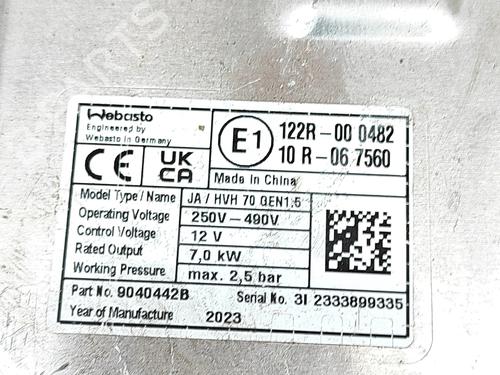 Webasto
Engineered by
Webasto in Germany
CE
UK
CA
E1
122R-00 0482
10 R-06 7560
Made in China
Model Type / Name JA / HVH 70 GEN1.5
Operating Voltage 250V-490V
Control Voltage 12 V
Rated Output 7,0 kW
Working Pressure max. 2,5 bar
Part No. 9040442B Serial No. 3I 2333899335
Year of Manufacture 2023